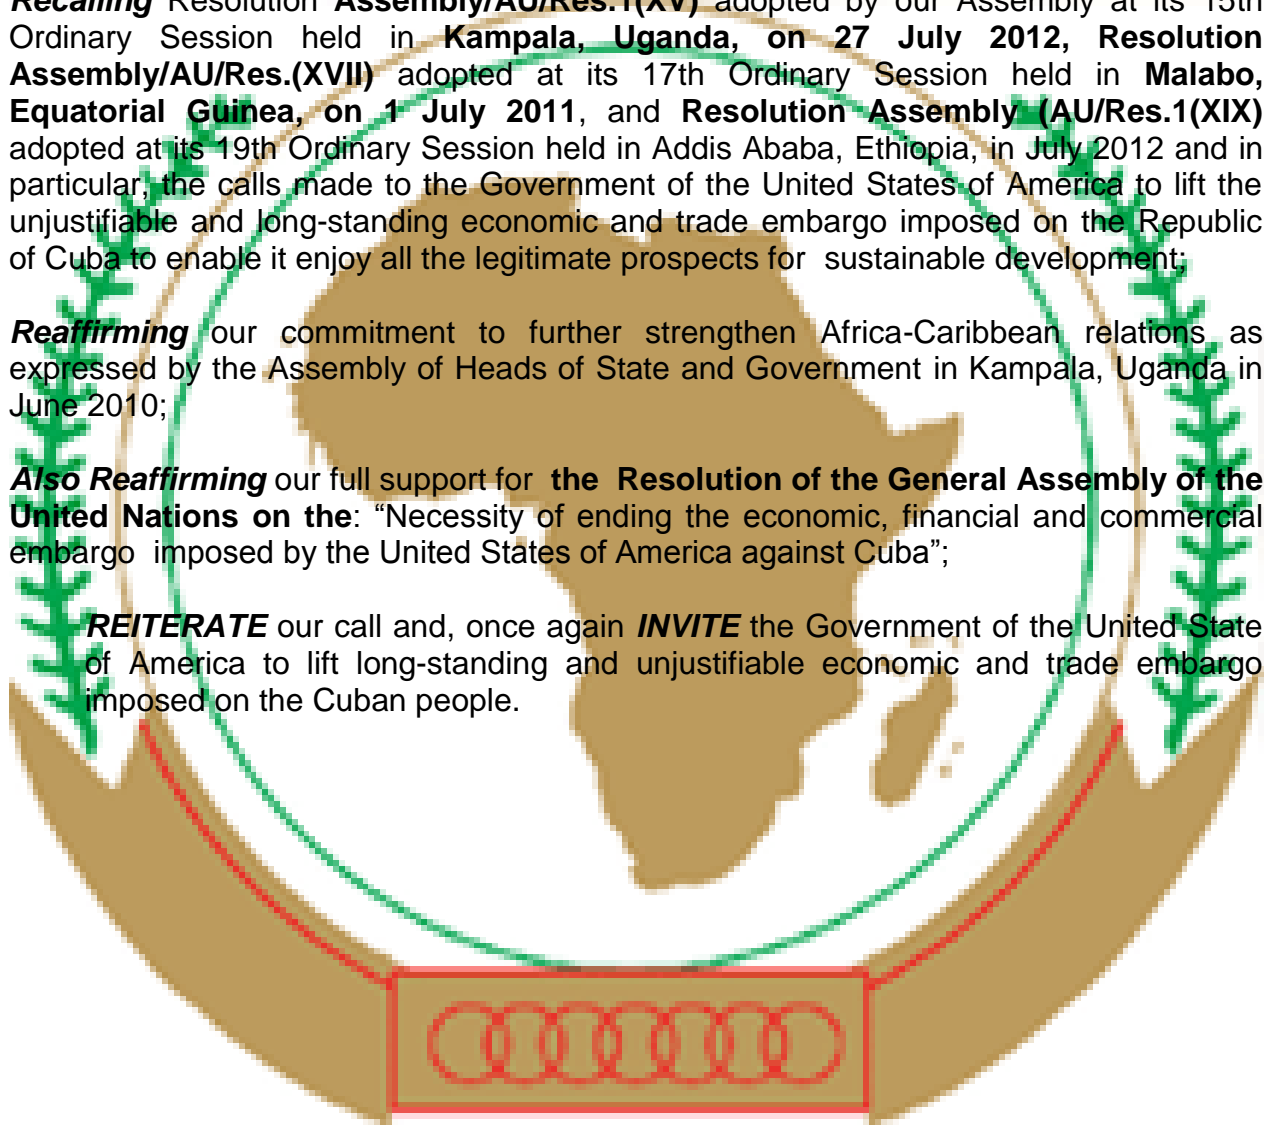 Recalling Resolution Assembly/AU/Res.1(XV) adopted by our Assembly at its 15th
Ordinary Session held in Kampala, Uganda, on 27 July 2012, Resolution
Assembly/AU/Res.(XVII) adopted at its 17th Ordinary Session held in Malabo,
Equatorial Guinea, on 1 July 2011, and Resolution Assembly (AU/Res.1(XIX)
adopted at its 19th Ordinary Session held in Addis Ababa, Ethiopia, in July 2012 and in
particular, the calls made to the Government of the United States of America to lift the
unjustifiable and long-standing economic and trade embargo imposed on the Republic
of Cuba to enable it enjoy all the legitimate prospects for sustainable development;
Reaffirming our commitment to further strengthen Africa-Caribbean relations as
expressed by the Assembly of Heads of State and Government in Kampala, Uganda in
June 2010;
Also Reaffirming our full support for the Resolution of the General Assembly of the
United Nations on the: “Necessity of ending the economic, financial and commercial
embargo imposed by the United States of America against Cuba”;
REITERATE our call and, once again INVITE the Government of the United State
of America to lift long-standing and unjustifiable economic and trade embargo
imposed on the Cuban people.